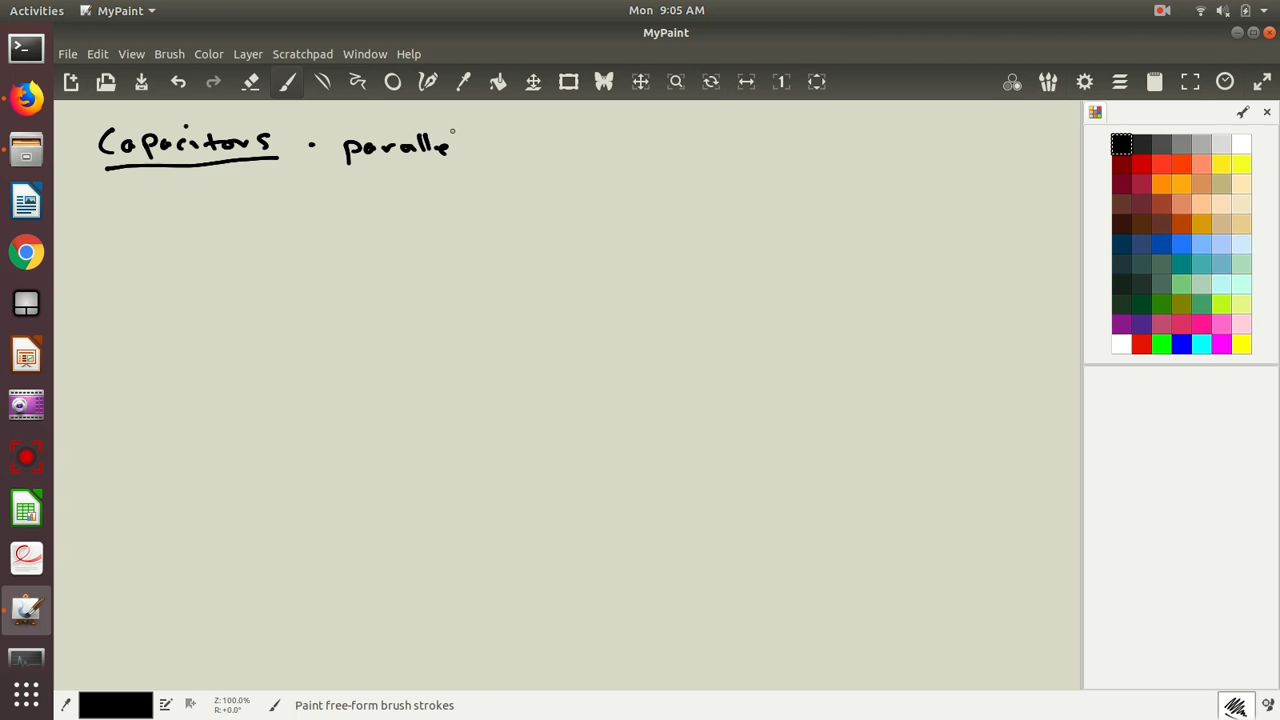 Activities MyPaint Mon 9:05 AM
MyPaint
File Edit View Brush Color Layer Scratchpad Window Help
Capacitors . paralle
Z: 100.0%
R: +0.0°
Paint free-form brush strokes